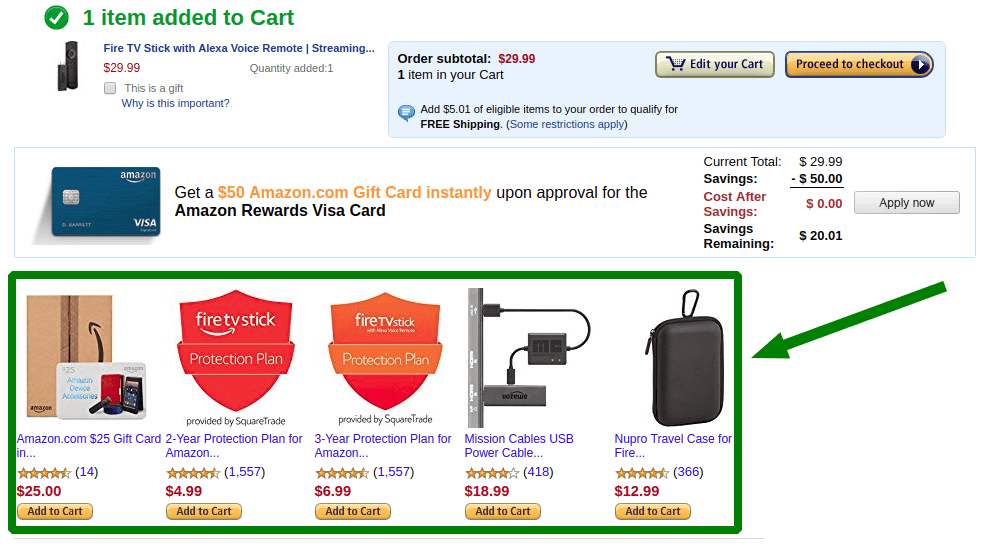 1 item added to Cart
Fire TV Stick with Alexa Voice Remote | Streaming...
$29.99
Quantity added:1
This is a gift
Why is this important?
Order subtotal: $29.99
1 item in your Cart
Edit your Cart
Proceed to checkout
Add $5.01 of eligible items to your order to qualify for
FREE Shipping. (Some restrictions apply)
amazon
D. BARRETT
VISA
Signature
Get a $50 Amazon.com Gift Card instantly upon approval for the
Amazon Rewards Visa Card
Current Total: $ 29.99
Savings: - $ 50.00
Cost After
Savings: $ 0.00
Savings
Remaining: $ 20.01
Apply now
amazon
$25
amazon
Amazon
Device
Accessories
fire tv stick
Protection Plan
provided by SquareTrade
fire TV stick
with Alexa Voice Remote
Protection Plan
provided by SquareTrade
HDMI
amazon
Amazon.com $25 Gift Card
in...
(14)
$25.00
Add to Cart
2-Year Protection Plan for
Amazon...
(1,557)
$4.99
Add to Cart
3-Year Protection Plan for
Amazon...
(1,557)
$6.99
Add to Cart
Mission Cables USB
Power Cable...
(418)
$18.99
Add to Cart
Nupro Travel Case for
Fire...
(366)
$12.99
Add to Cart